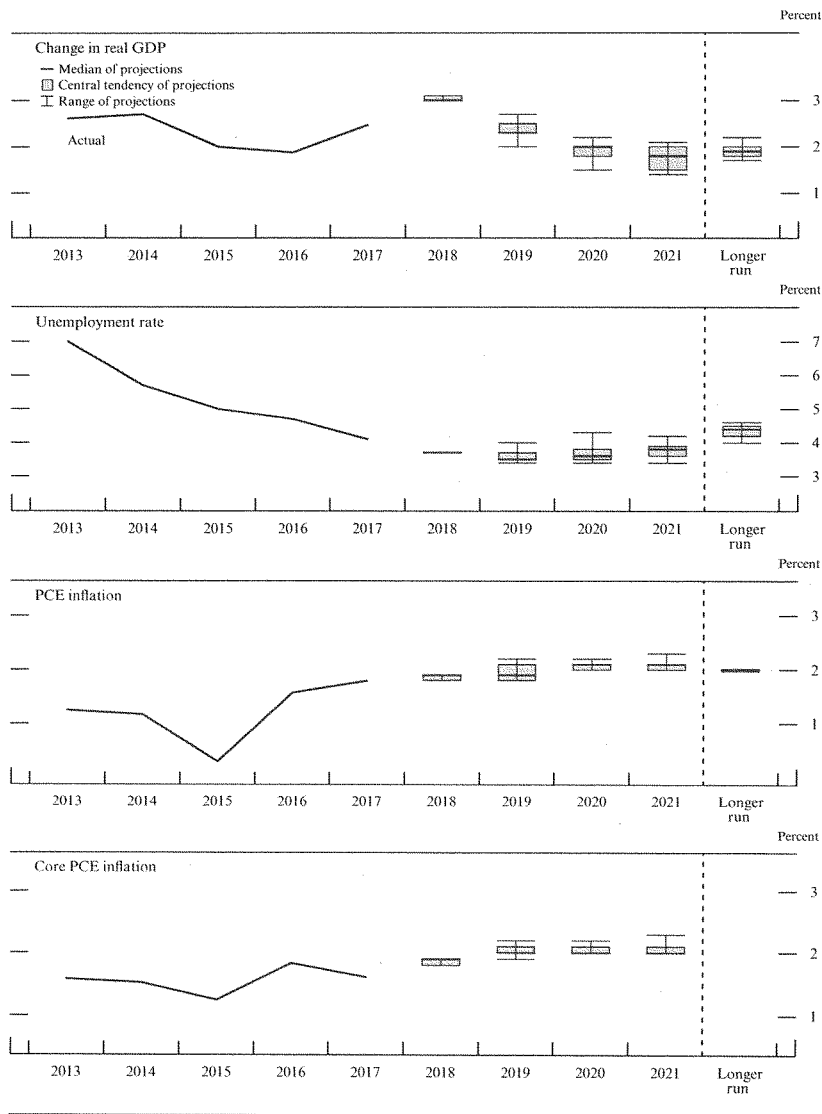 Percent
Change in real GDP
Median of projections
Central tendency of projections
Range of projections
Actual
3
2
1
2013 2014 2015 2016 2017 2018 2019 2020 2021 Longer
run
Percent
Unemployment rate
7
6
5
4
3
2013 2014 2015 2016 2017 2018 2019 2020 2021 Longer
run
Percent
PCE inflation
3
2
1
2013 2014 2015 2016 2017 2018 2019 2020 2021 Longer
run
Percent
Core PCE inflation
3
2
1
2013 2014 2015 2016 2017 2018 2019 2020 2021 Longer
run